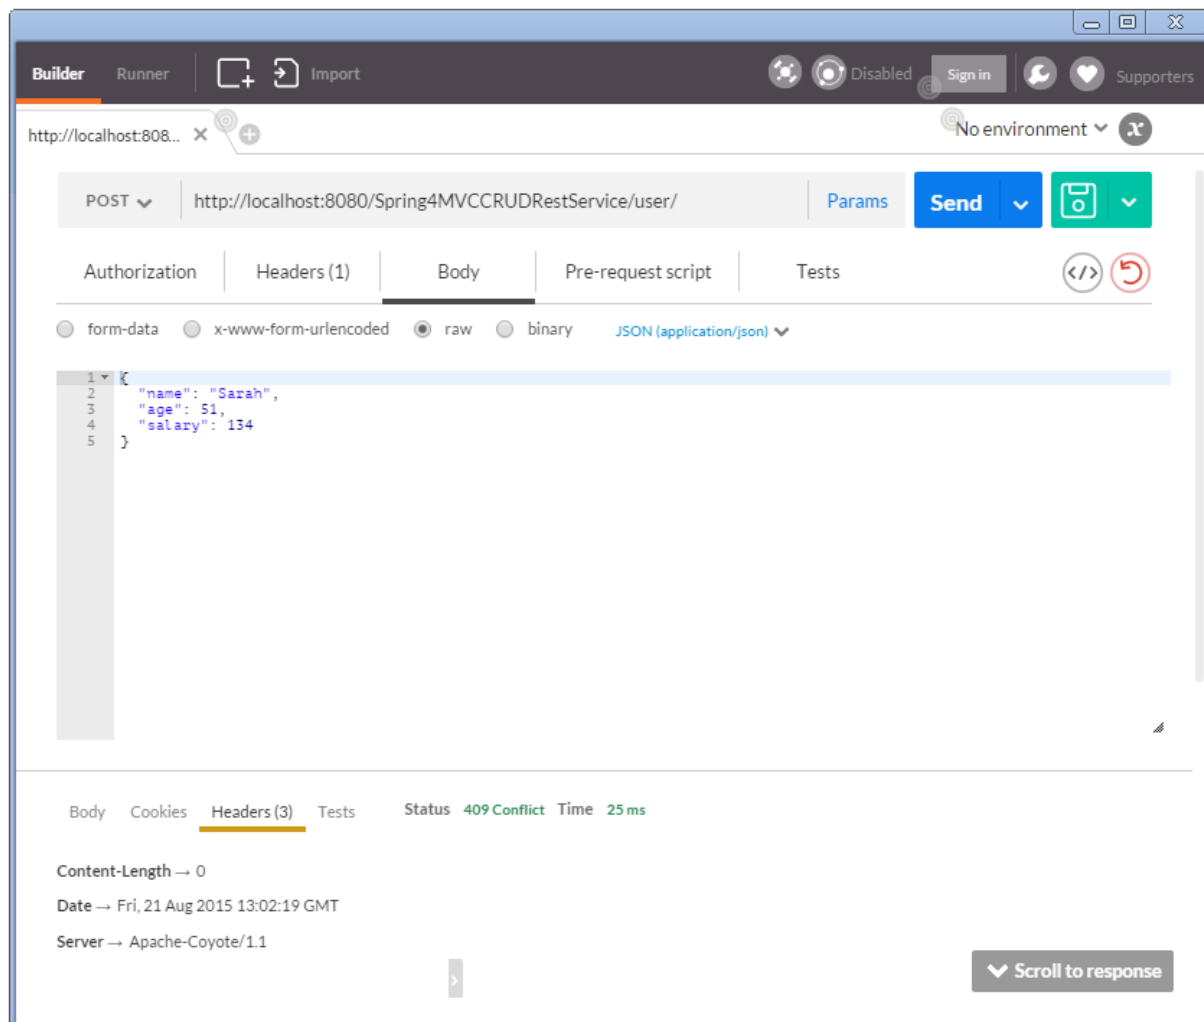 Builder Runner Import Disabled Sign in Supporters
http://localhost:808... No environment x
POST http://localhost:8080/Spring4MVCCRUDRestService/user/ Params Send
Authorization Headers (1) Body Pre-request script Tests
form-data x-www-form-urlencoded raw binary JSON (application/json)
1 {
2 "name": "Sarah",
3 "age": 51,
4 "salary": 134
5 }
Body Cookies Headers (3) Tests Status 409 Conflict Time 25 ms
Content-Length → 0
Date → Fri, 21 Aug 2015 13:02:19 GMT
Server → Apache-Coyote/1.1
Scroll to response